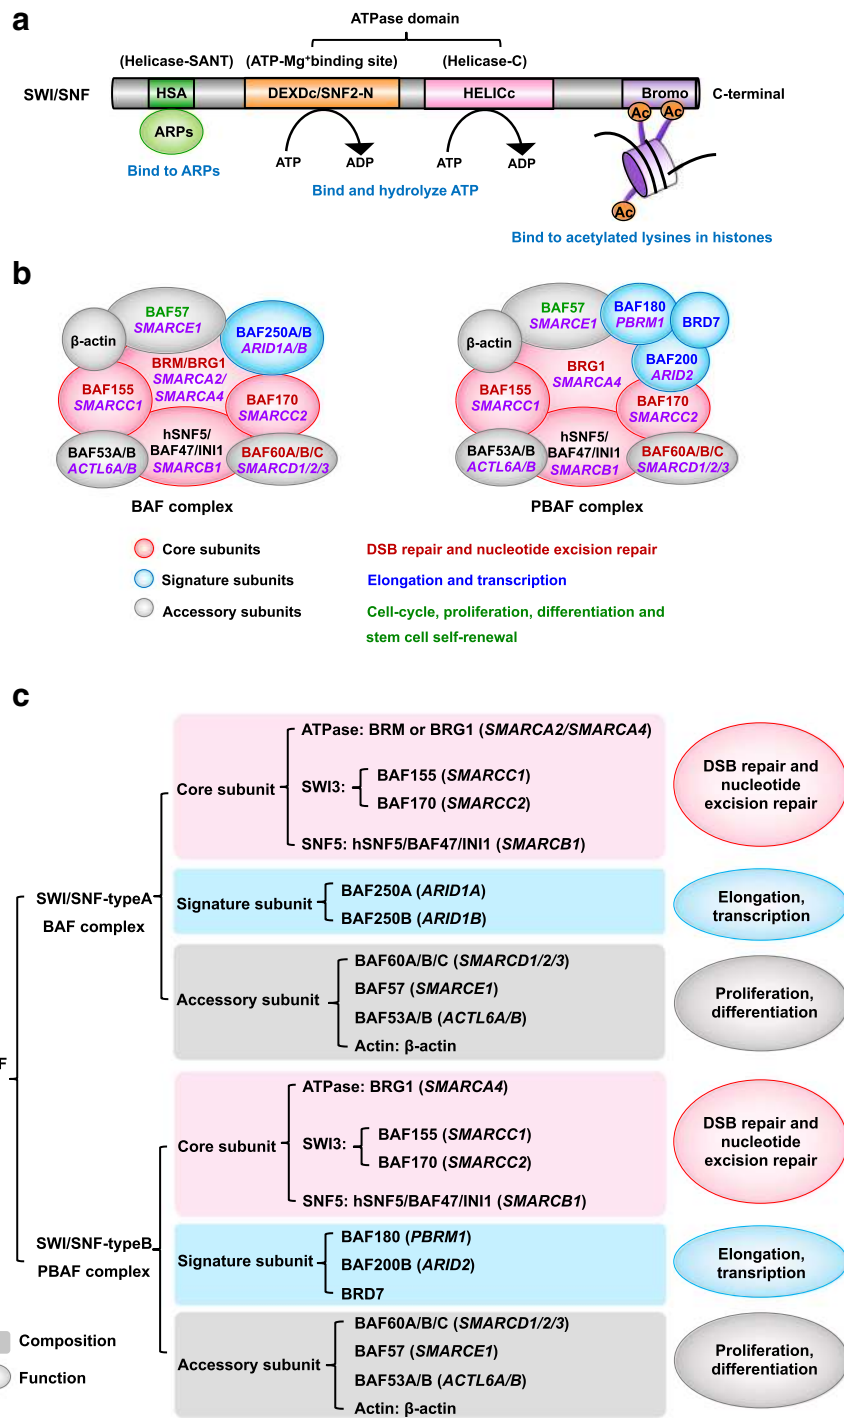 a
ATPase domain
(Helicase-SANT) (ATP-Mg⁺binding site) (Helicase-C)
SWI/SNF HSA DEXDc/SNF2-N HELICc Bromo C-terminal
Ac Ac
ARPs
ATP ADP ATP ADP
Bind to ARPs
Bind and hydrolyze ATP
Ac
Bind to acetylated lysines in histones
b
BAF57
SMARCE1
β-actin
BAF250A/B
ARID1A/B
BRM/BRG1
SMARCA2/
SMARCA4
BAF155
SMARCC1
BAF170
SMARCC2
hSNF5/
BAF47/INI1
SMARCB1
BAF53A/B
ACTL6A/B
BAF60A/B/C
SMARCD1/2/3
BAF complex
BAF57
SMARCE1
BAF180
PBRM1
BRD7
β-actin
BAF200
ARID2
BRG1
SMARCA4
BAF155
SMARCC1
BAF170
SMARCC2
hSNF5/
BAF47/INI1
SMARCB1
BAF53A/B
ACTL6A/B
BAF60A/B/C
SMARCD1/2/3
PBAF complex
Core subunits DSB repair and nucleotide excision repair
Signature subunits Elongation and transcription
Accessory subunits Cell-cycle, proliferation, differentiation and
stem cell self-renewal
c
F
SWI/SNF-typeA
BAF complex
Core subunit
ATPase: BRM or BRG1 (SMARCA2/SMARCA4)
SWI3:
BAF155 (SMARCC1)
BAF170 (SMARCC2)
SNF5: hSNF5/BAF47/INI1 (SMARCB1)
DSB repair and
nucleotide
excision repair
Signature subunit
BAF250A (ARID1A)
BAF250B (ARID1B)
Elongation,
transcription
Accessory subunit
BAF60A/B/C (SMARCD1/2/3)
BAF57 (SMARCE1)
BAF53A/B (ACTL6A/B)
Actin: β-actin
Proliferation,
differentiation
SWI/SNF-typeB
PBAF complex
Core subunit
ATPase: BRG1 (SMARCA4)
SWI3:
BAF155 (SMARCC1)
BAF170 (SMARCC2)
SNF5: hSNF5/BAF47/INI1 (SMARCB1)
DSB repair and
nucleotide
excision repair
Signature subunit
BAF180 (PBRM1)
BAF200B (ARID2)
BRD7
Elongation,
transription
Accessory subunit
BAF60A/B/C (SMARCD1/2/3)
BAF57 (SMARCE1)
BAF53A/B (ACTL6A/B)
Actin: β-actin
Proliferation,
differentiation
Composition
Function